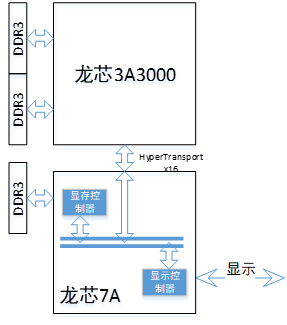 DDR3
龙芯3A3000
DDR3
HyperTransport
x16
DDR3
显存控
制器
显示
显示控
制器
龙芯7A